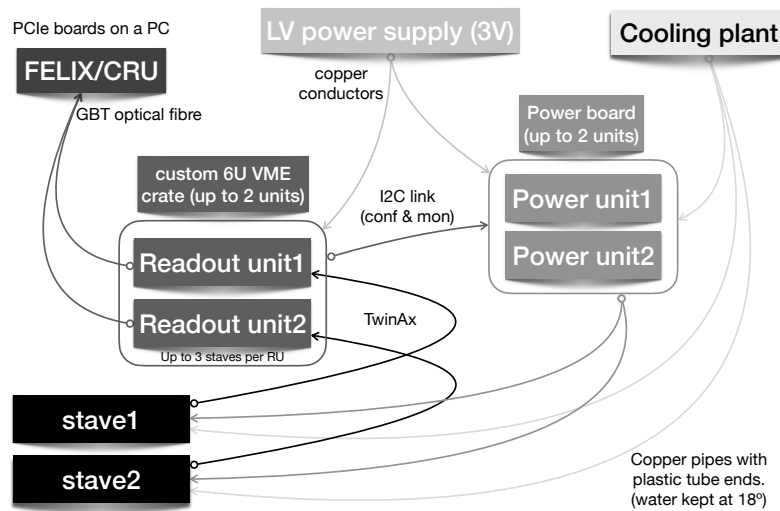 PCIe boards on a PC
FELIX/CRU
GBT optical fibre
LV power supply (3V)
copper
conductors
Cooling plant
Power board
(up to 2 units)
Power unit1
Power unit2
custom 6U VME
crate (up to 2 units)
I2C link
(conf & mon)
Readout unit1
Readout unit2
Up to 3 staves per RU
TwinAx
stave1
stave2
Copper pipes with
plastic tube ends.
(water kept at 18º)